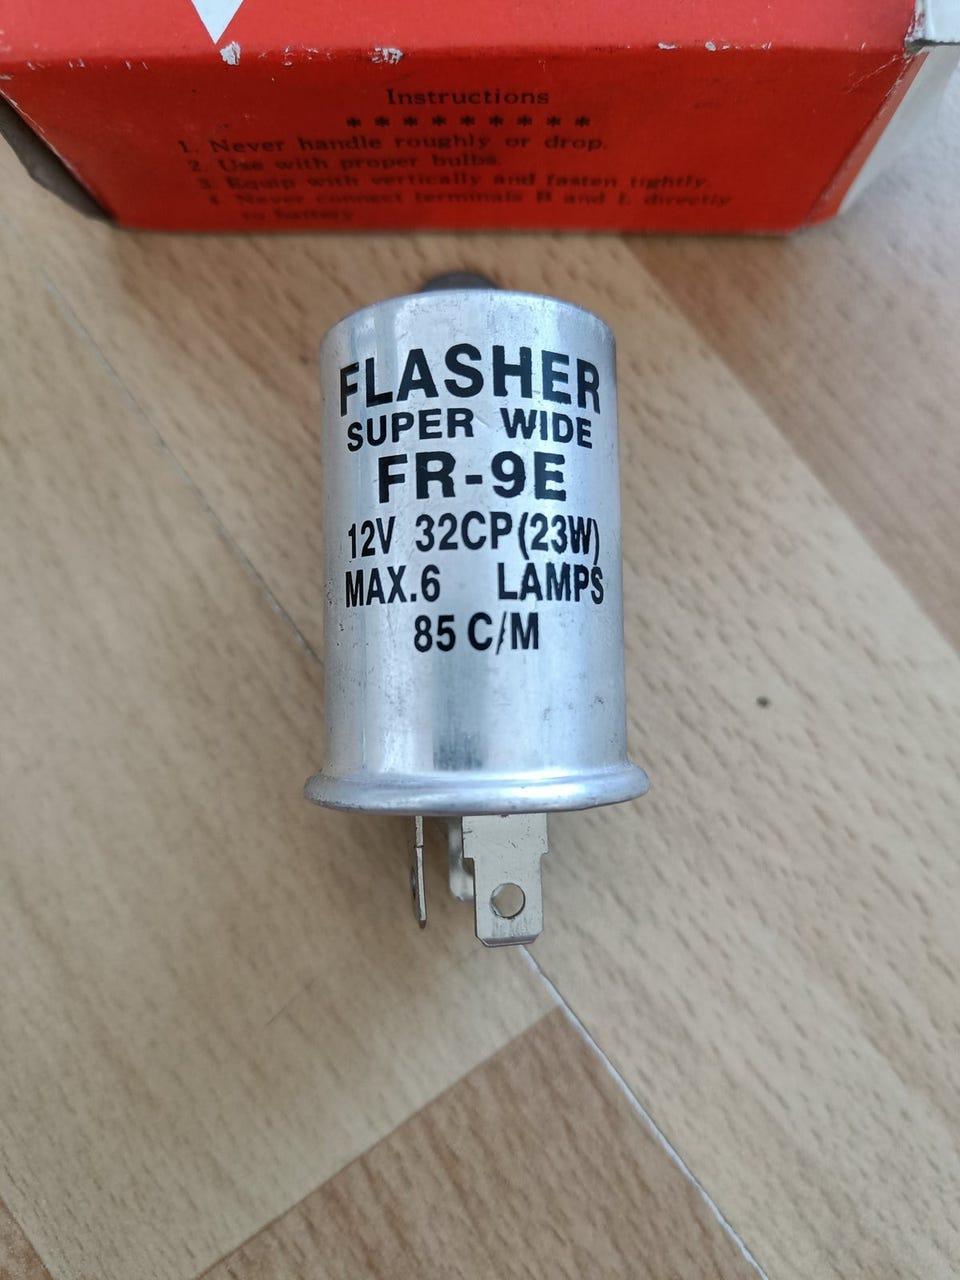 Instructions
* * * * * * * * *
1. Never handle roughly or drop.
2. Use with proper bulbs.
3. Equip with vertically and fasten tightly.
4. Never connect terminals B and L directly
to battery
FLASHER
SUPER WIDE
FR-9E
12V 32CP(23W)
MAX.6 LAMPS
85 C/M